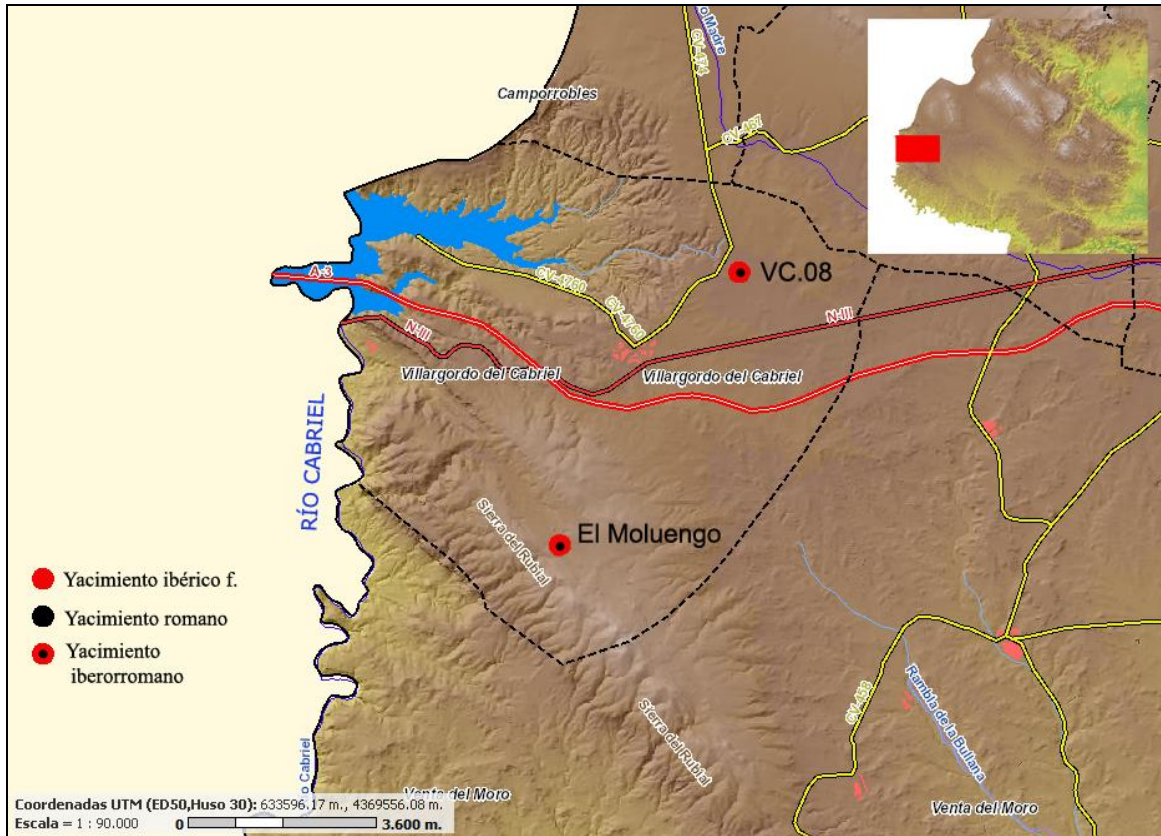 o Madre
CV-474
Camporrobles
CV-467
VC.08
A-3
CV-4760
CV-4760
N-III
N-III
Villargordo del Cabriel
Villargordo del Cabriel
RÍO CABRIEL
Sierra del Rubial
El Moluengo
Yacimiento ibérico f.
Yacimiento romano
Yacimiento
iberorromano
CV-458
Rambla de la Bullana
Sierra del Rubial
o Cabriel
Venta del Moro
Venta del Moro
Coordenadas UTM (ED50,Huso 30): 633596.17 m., 4369556.08 m.
Escala = 1 : 90.000
0
3.600 m.